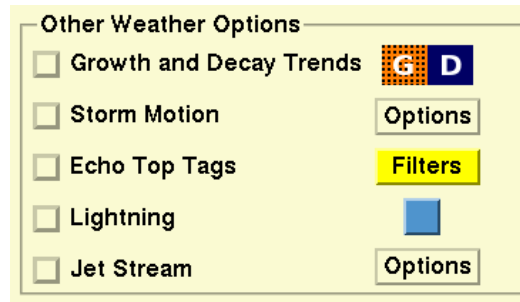 Other Weather Options
Growth and Decay Trends G D
Storm Motion Options
Echo Top Tags Filters
Lightning
Jet Stream Options